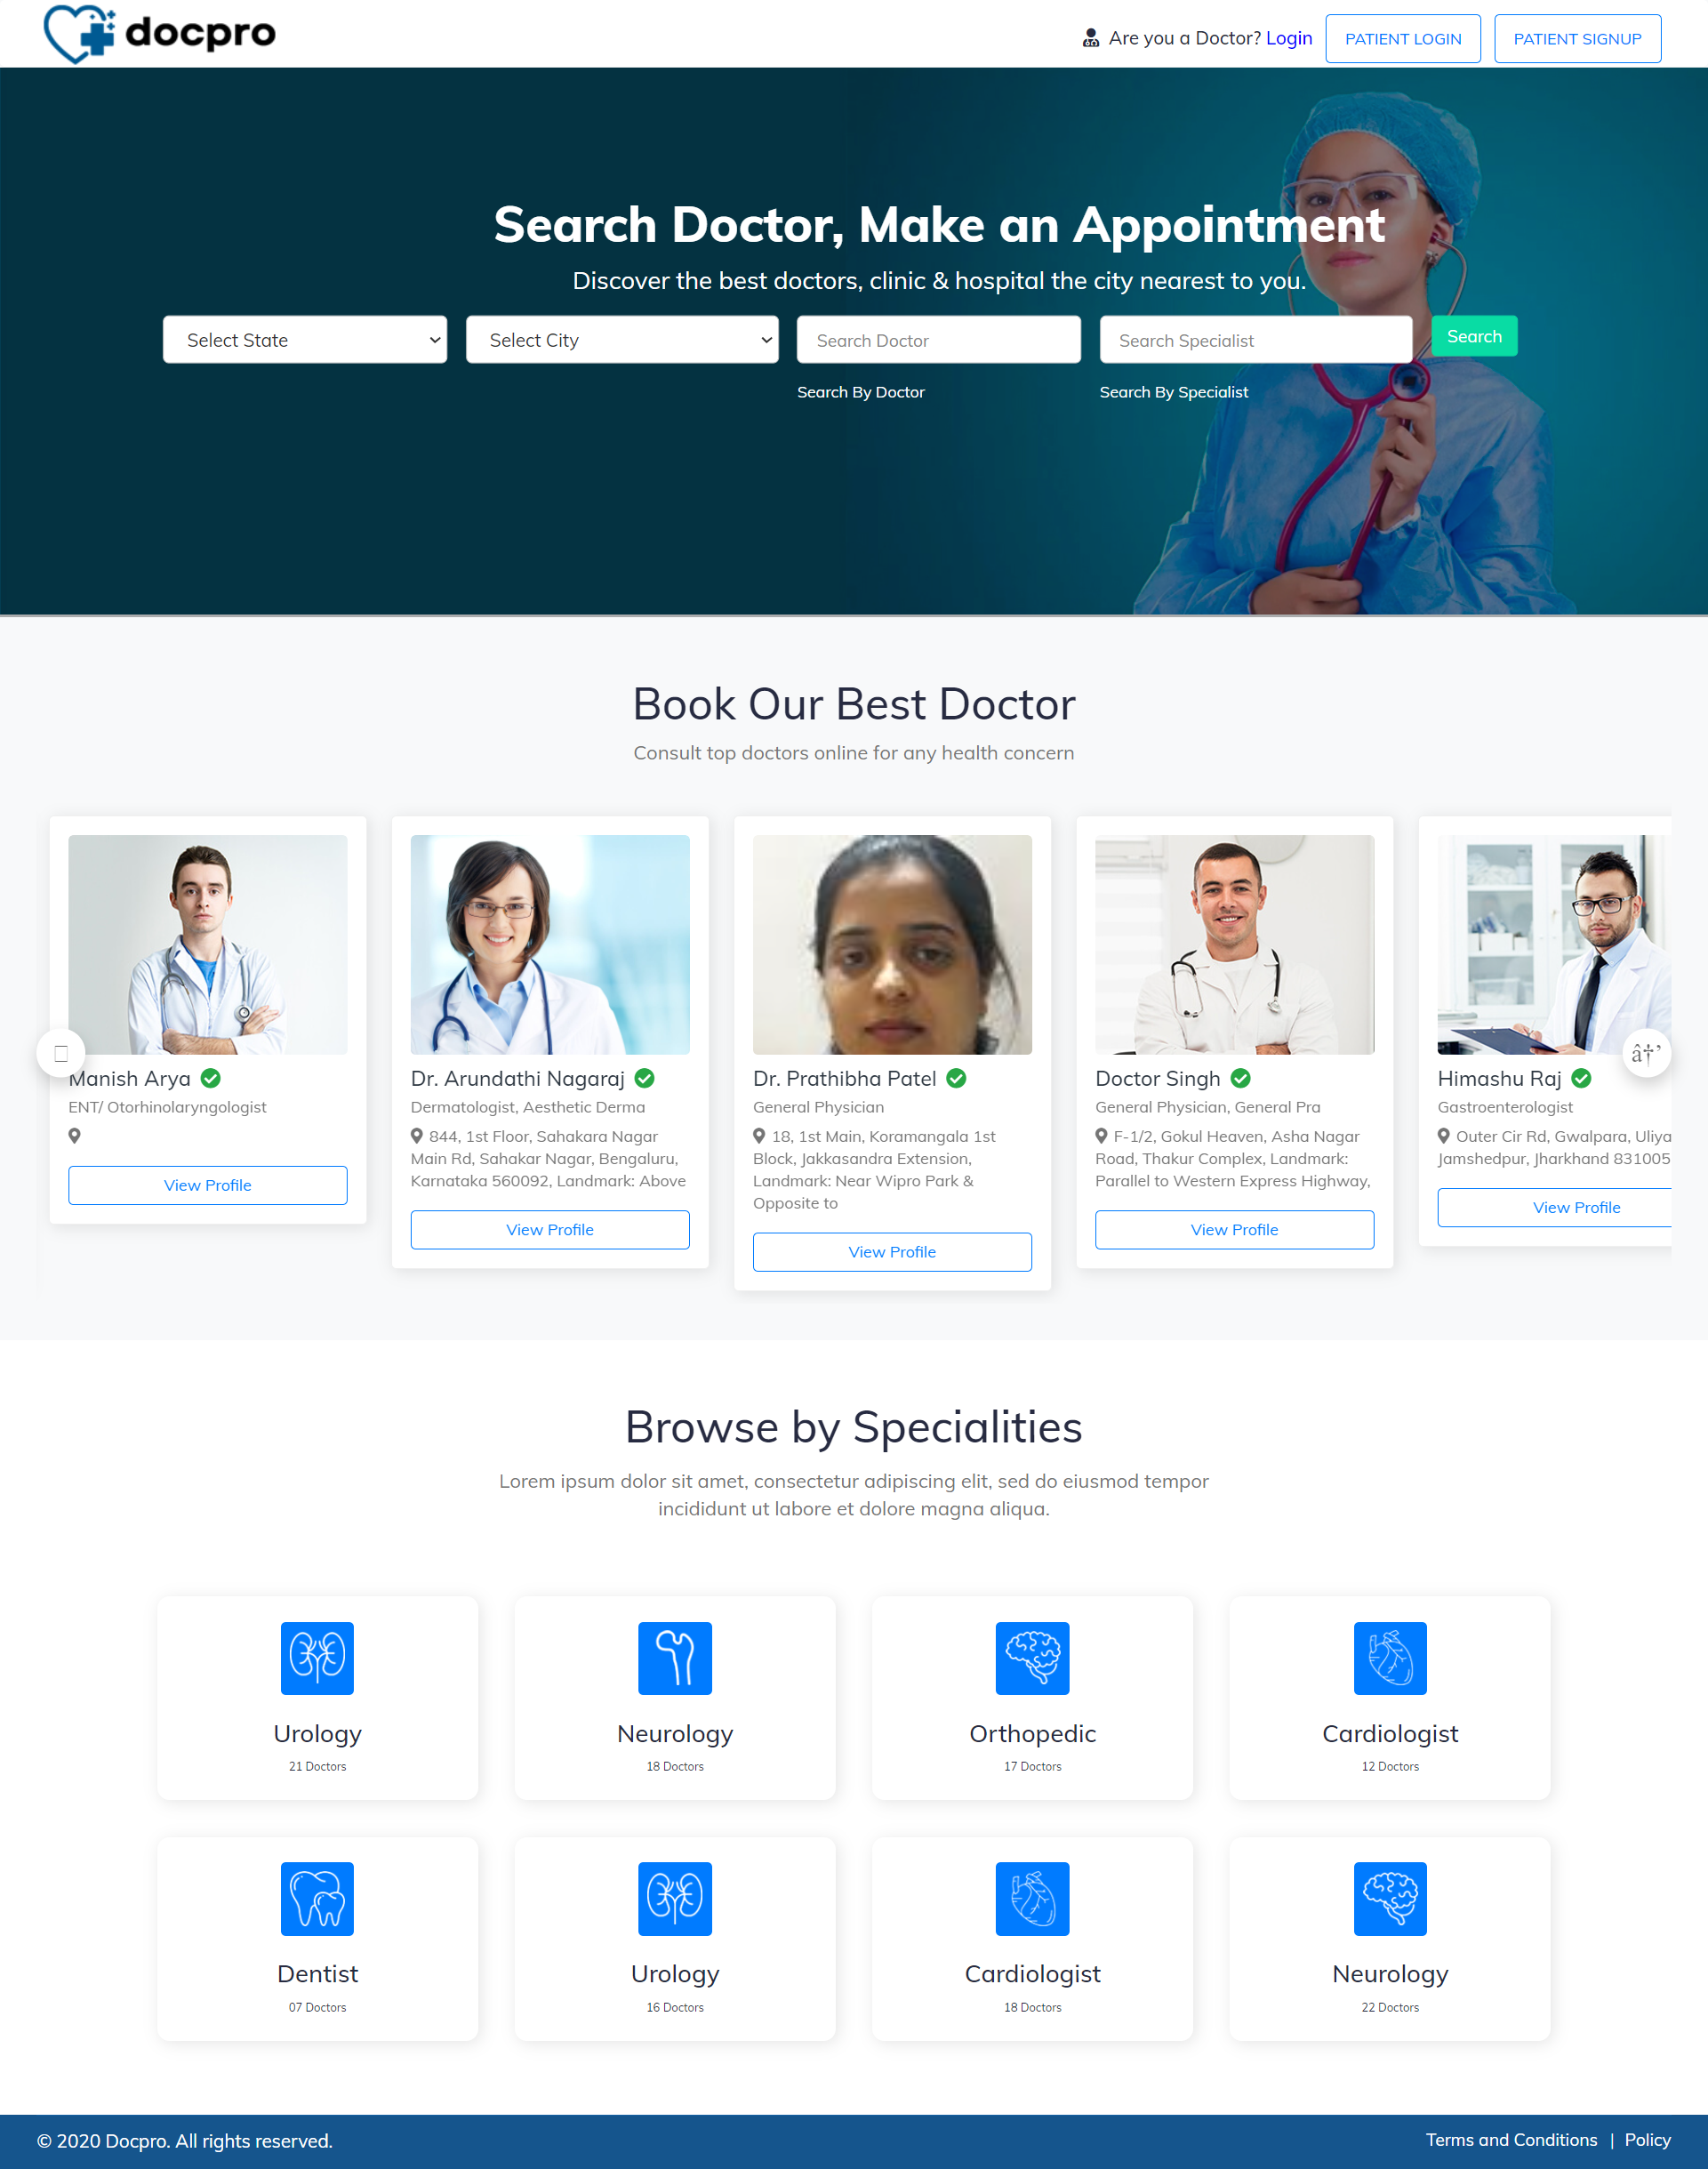 docpro
Are you a Doctor? Login
PATIENT LOGIN
PATIENT SIGNUP
Search Doctor, Make an Appointment
Discover the best doctors, clinic & hospital the city nearest to you.
Select State
Select City
Search Doctor
Search Specialist
Search
Search By Doctor
Search By Specialist
Book Our Best Doctor
Consult top doctors online for any health concern
Manish Arya
ENT/ Otorhinolaryngologist
View Profile
Dr. Arundathi Nagaraj
Dermatologist, Aesthetic Derma
844, 1st Floor, Sahakara Nagar
Main Rd, Sahakar Nagar, Bengaluru,
Karnataka 560092, Landmark: Above
View Profile
Dr. Prathibha Patel
General Physician
18, 1st Main, Koramangala 1st
Block, Jakkasandra Extension,
Landmark: Near Wipro Park &
Opposite to
View Profile
Doctor Singh
General Physician, General Pra
F-1/2, Gokul Heaven, Asha Nagar
Road, Thakur Complex, Landmark:
Parallel to Western Express Highway,
View Profile
Himashu Raj
Gastroenterologist
Outer Cir Rd, Gwalpara, Uliya
Jamshedpur, Jharkhand 831005
View Profile
â†’
Browse by Specialities
Lorem ipsum dolor sit amet, consectetur adipiscing elit, sed do eiusmod tempor
incididunt ut labore et dolore magna aliqua.
Urology
21 Doctors
Neurology
18 Doctors
Orthopedic
17 Doctors
Cardiologist
12 Doctors
Dentist
07 Doctors
Urology
16 Doctors
Cardiologist
18 Doctors
Neurology
22 Doctors
© 2020 Docpro. All rights reserved.
Terms and Conditions | Policy